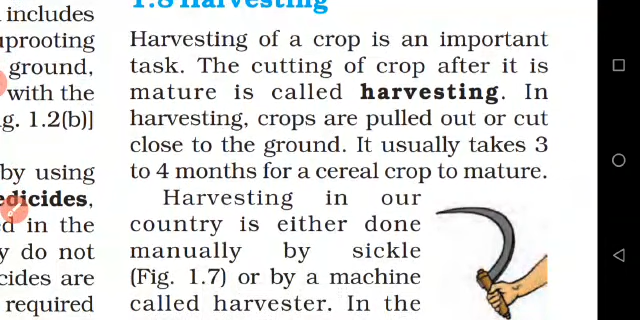 includes
uprooting
ground,
with the
g. 1.2(b)]
by using
edicides,
d in the
y do not
cides are
required
1.8 Harvesting
Harvesting of a crop is an important
task. The cutting of crop after it is
mature is called harvesting. In
harvesting, crops are pulled out or cut
close to the ground. It usually takes 3
to 4 months for a cereal crop to mature.
Harvesting in our
country is either done
manually by sickle
(Fig. 1.7) or by a machine
called harvester. In the